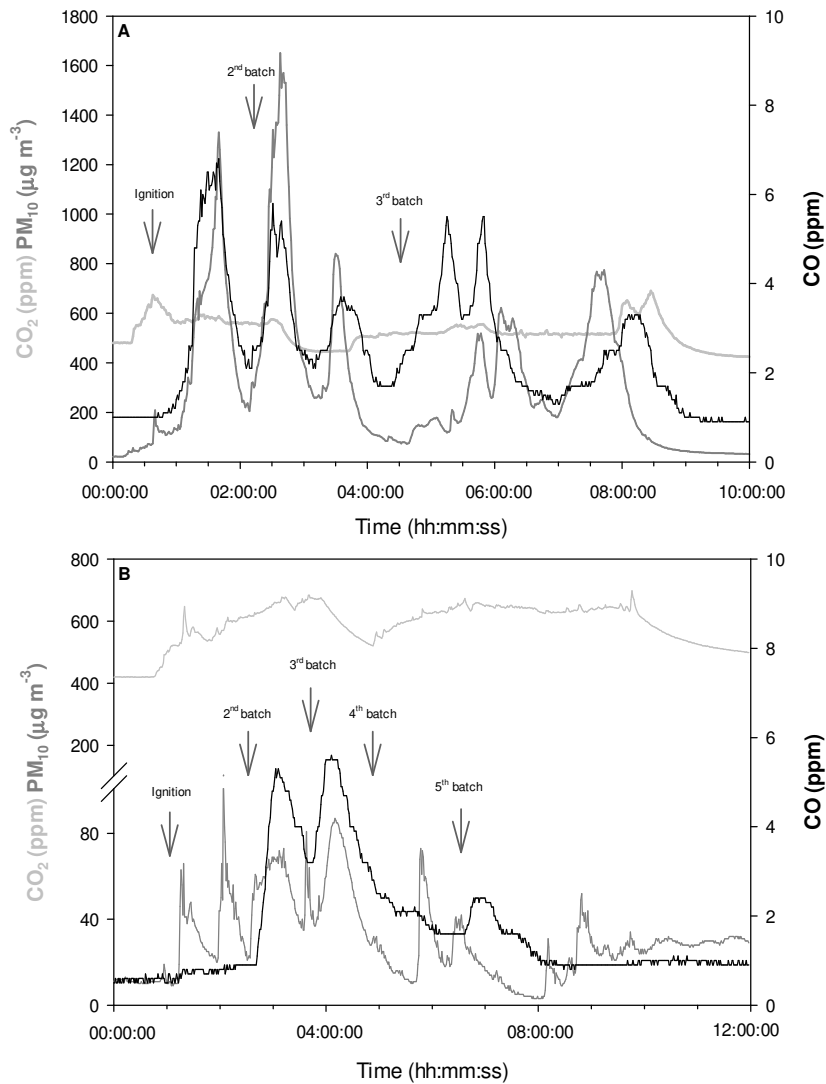 A
1800
1600
1400
1200
1000
800
600
400
200
0
CO₂ (ppm) PM₁₀ (µg m⁻³)
10
8
6
4
2
0
CO (ppm)
Ignition
2nd batch
3rd batch
00:00:00 02:00:00 04:00:00 06:00:00 08:00:00 10:00:00
Time (hh:mm:ss)
B
800
600
400
200
80
40
0
CO₂ (ppm) PM₁₀ (µg m⁻³)
10
8
6
4
2
0
CO (ppm)
Ignition
2nd batch
3rd batch
4th batch
5th batch
00:00:00 04:00:00 08:00:00 12:00:00
Time (hh:mm:ss)